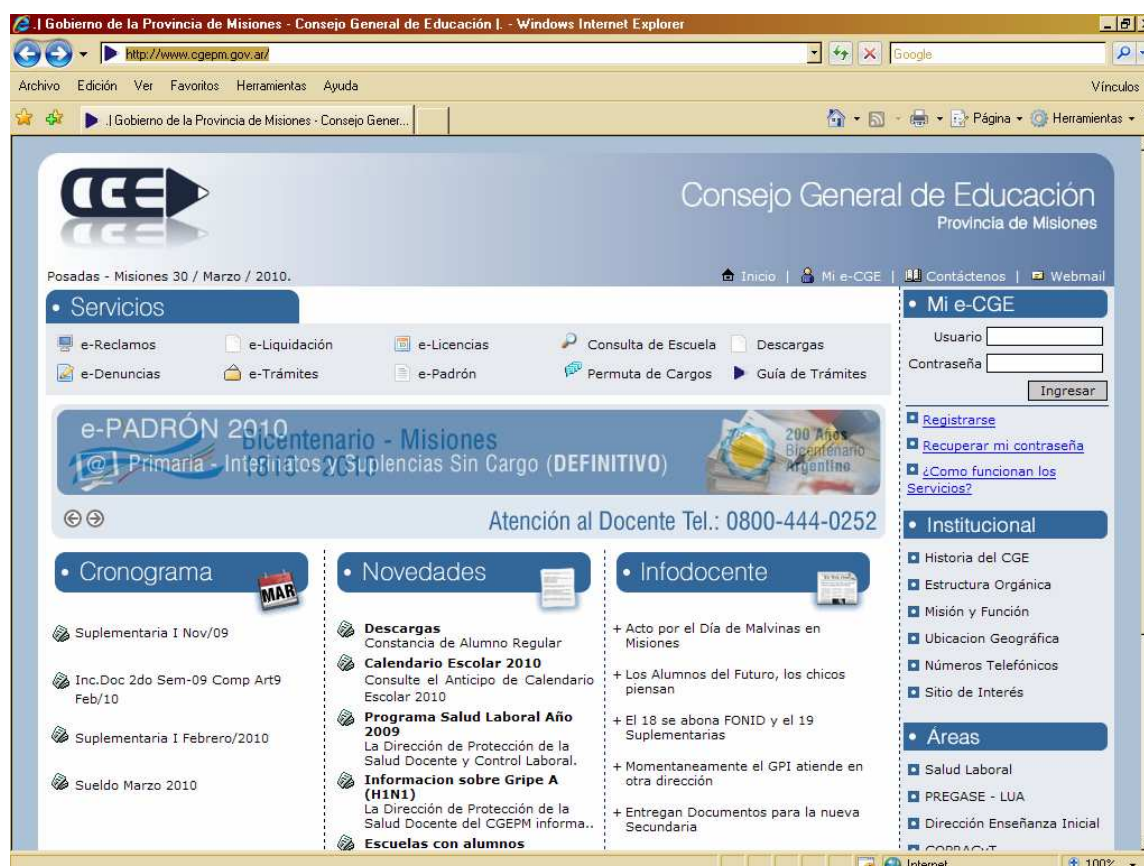 .| Gobierno de la Provincia de Misiones - Consejo General de Educación |. - Windows Internet Explorer
http://www.cgepm.gov.ar/
Google
Archivo Edición Ver Favoritos Herramientas Ayuda
Vínculos
.| Gobierno de la Provincia de Misiones - Consejo Gener...
Página
Herramientas
CGE
Consejo General de Educación
Provincia de Misiones
Posadas - Misiones 30 / Marzo / 2010.
Inicio | Mi e-CGE | Contáctenos | Webmail
• Servicios
e-Reclamos
e-Liquidación
e-Licencias
Consulta de Escuela
Descargas
e-Denuncias
e-Trámites
e-Padrón
Permuta de Cargos
Guía de Trámites
e-PADRÓN 2010
Bicentenario - Misiones
[@] Primaria - Interinatos y Suplencias Sin Cargo (DEFINITIVO)
1810 - 2010
200 Años
Bicentenario
Argentino
Atención al Docente Tel.: 0800-444-0252
• Cronograma
MAR
Suplementaria I Nov/09
Inc.Doc 2do Sem-09 Comp Art9
Feb/10
Suplementaria I Febrero/2010
Sueldo Marzo 2010
• Novedades
Descargas
Constancia de Alumno Regular
Calendario Escolar 2010
Consulte el Anticipo de Calendario
Escolar 2010
Programa Salud Laboral Año
2009
La Dirección de Protección de la
Salud Docente y Control Laboral.
Informacion sobre Gripe A
(H1N1)
La Dirección de Protección de la
Salud Docente del CGEPM informa..
Escuelas con alumnos
• Infodocente
+ Acto por el Día de Malvinas en
Misiones
+ Los Alumnos del Futuro, los chicos
piensan
+ El 18 se abona FONID y el 19
Suplementarias
+ Momentaneamente el GPI atiende en
otra dirección
+ Entregan Documentos para la nueva
Secundaria
• Mi e-CGE
Usuario
Contraseña
Ingresar
Registrarse
Recuperar mi contraseña
¿Como funcionan los
Servicios?
• Institucional
Historia del CGE
Estructura Orgánica
Misión y Función
Ubicacion Geográfica
Números Telefónicos
Sitio de Interés
• Áreas
Salud Laboral
PREGASE - LUA
Dirección Enseñanza Inicial
Internet
100%